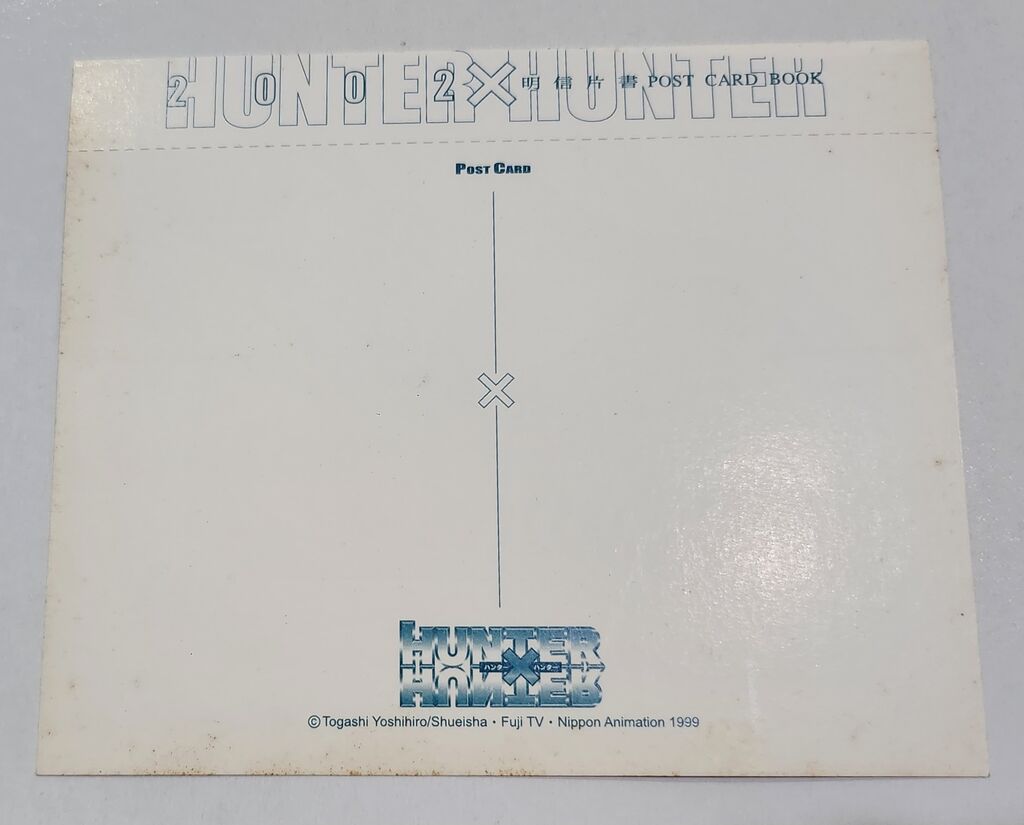 HUNTER×HUNTER
2002 明信片書 POST CARD BOOK
POST CARD
HUNTER
ハンター×ハンター
HUNTER
©Togashi Yoshihiro/Shueisha・Fuji TV・Nippon Animation 1999